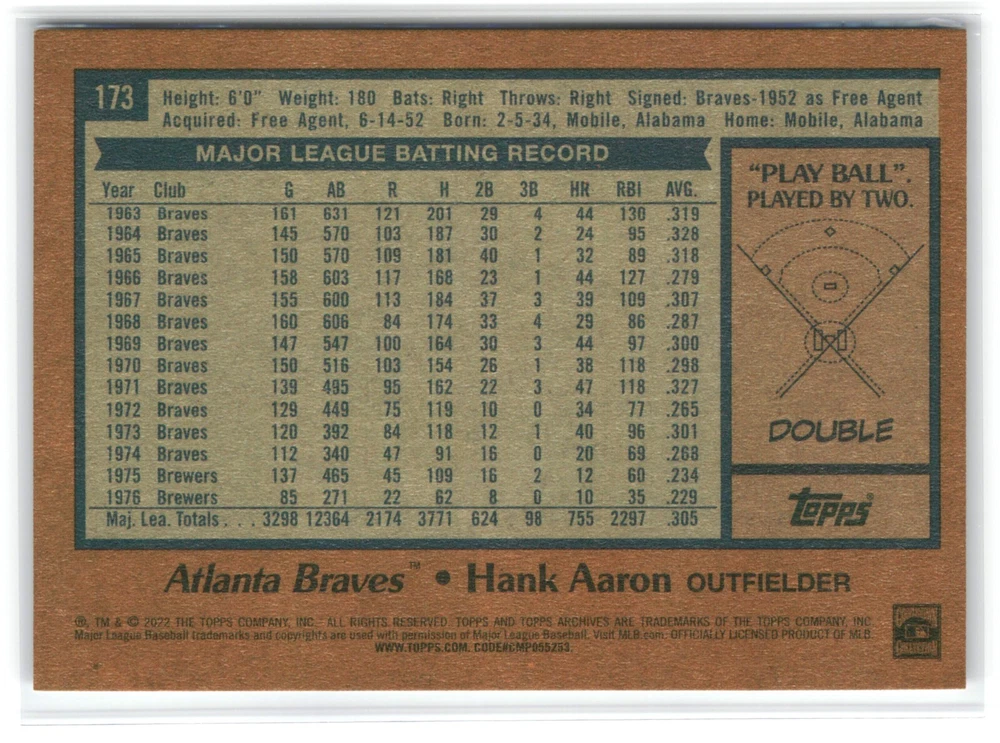 173
Height: 6'0" Weight: 180 Bats: Right Throws: Right Signed: Braves-1952 as Free Agent
Acquired: Free Agent, 6-14-52 Born: 2-5-34, Mobile, Alabama Home: Mobile, Alabama
MAJOR LEAGUE BATTING RECORD
Year Club G AB R H 2B 3B HR RBI AVG.
1963 Braves 161 631 121 201 29 4 44 130 .319
1964 Braves 145 570 103 187 30 2 24 95 .328
1965 Braves 150 570 109 181 40 1 32 89 .318
1966 Braves 158 603 117 168 23 1 44 127 .279
1967 Braves 155 600 113 184 37 3 39 109 .307
1968 Braves 160 606 84 174 33 4 29 86 .287
1969 Braves 147 547 100 164 30 3 44 97 .300
1970 Braves 150 516 103 154 26 1 38 118 .298
1971 Braves 139 495 95 162 22 3 47 118 .327
1972 Braves 129 449 75 119 10 0 34 77 .265
1973 Braves 120 392 84 118 12 1 40 96 .301
1974 Braves 112 340 47 91 16 0 20 69 .268
1975 Brewers 137 465 45 109 16 2 12 60 .234
1976 Brewers 85 271 22 62 8 0 10 35 .229
Maj. Lea. Totals . . . 3298 12364 2174 3771 624 98 755 2297 .305
"PLAY BALL".
PLAYED BY TWO.
DOUBLE
Topps®
Atlanta Braves™ • Hank Aaron OUTFIELDER
®, TM & © 2022 THE TOPPS COMPANY, INC. ALL RIGHTS RESERVED. TOPPS AND TOPPS ARCHIVES ARE TRADEMARKS OF THE TOPPS COMPANY, INC.
Major League Baseball trademarks and copyrights are used with permission of Major League Baseball. Visit MLB.com. OFFICIALLY LICENSED PRODUCT OF MLB.
WWW.TOPPS.COM. CODE#CMP055253.
COLLECTION